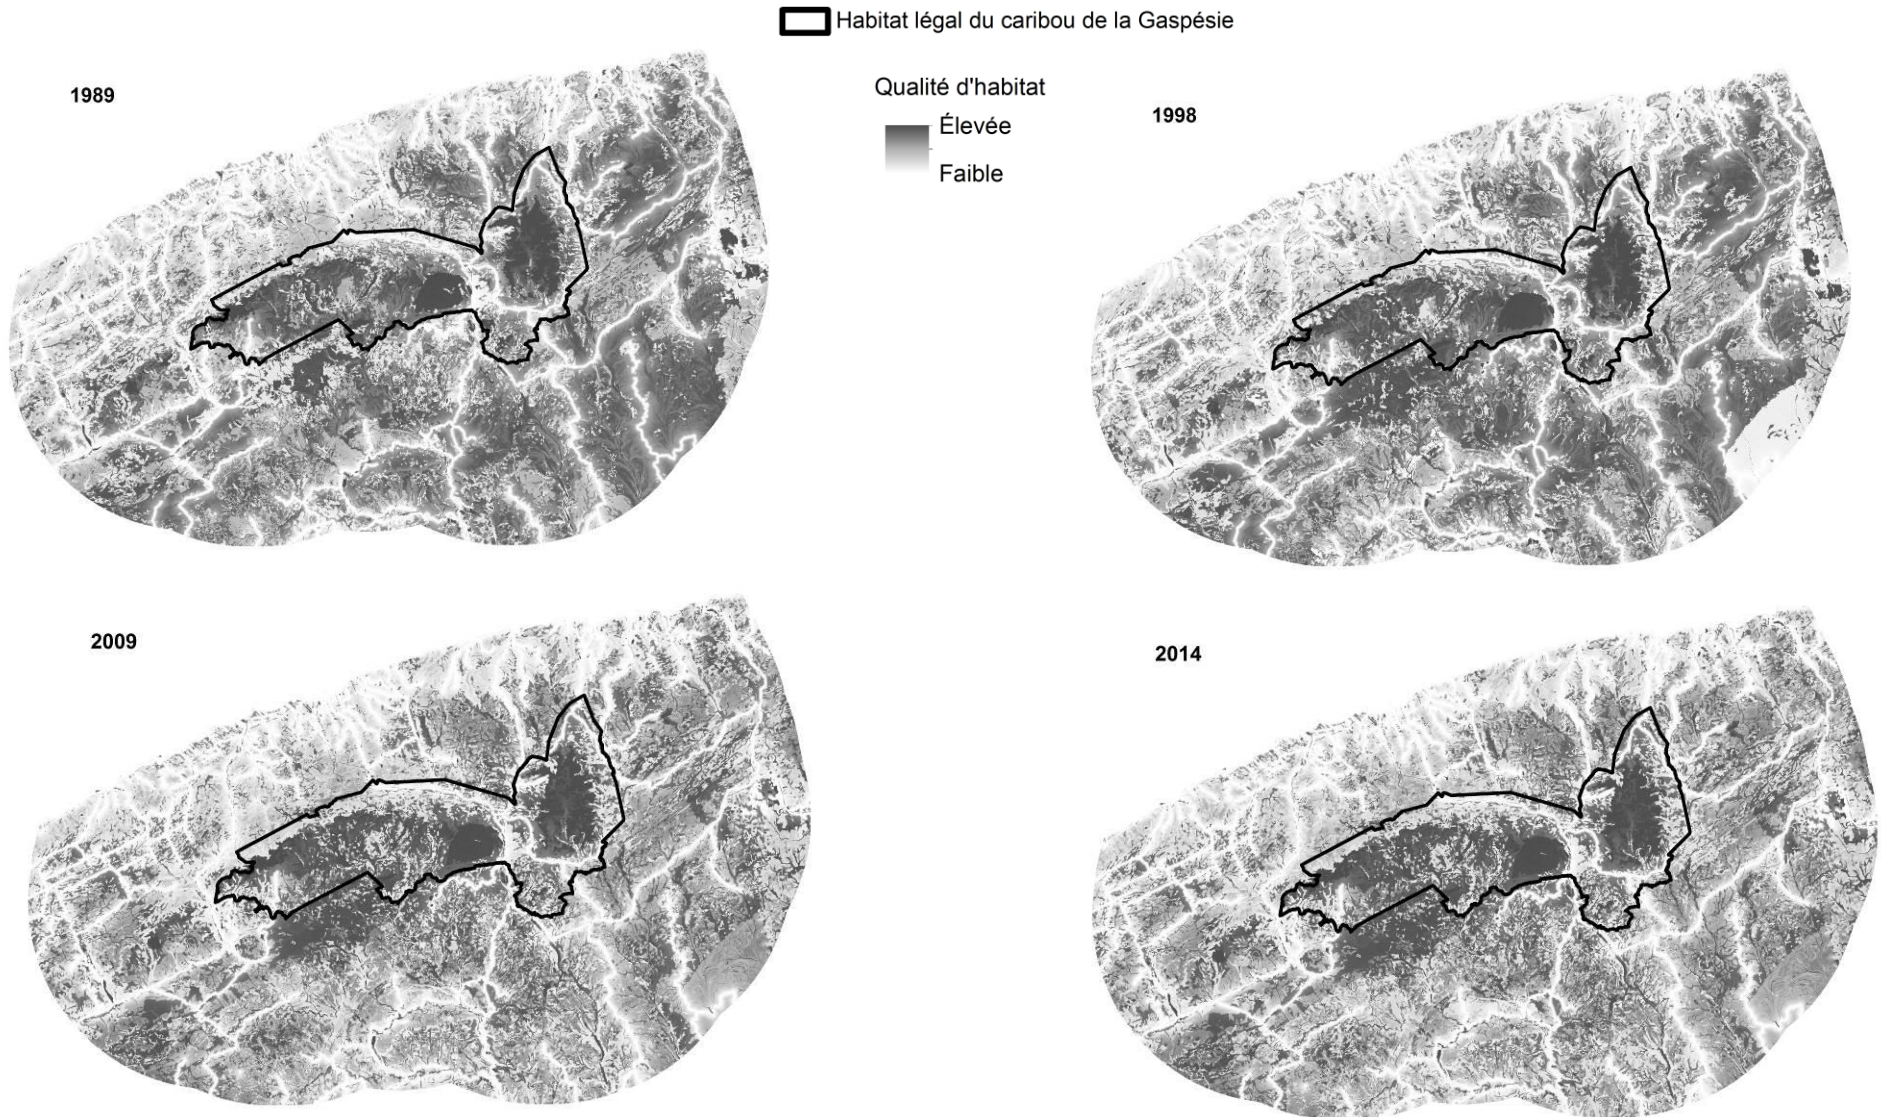 Habitat légal du caribou de la Gaspésie
Qualité d'habitat
Élevée
Faible
1989
1998
2009
2014